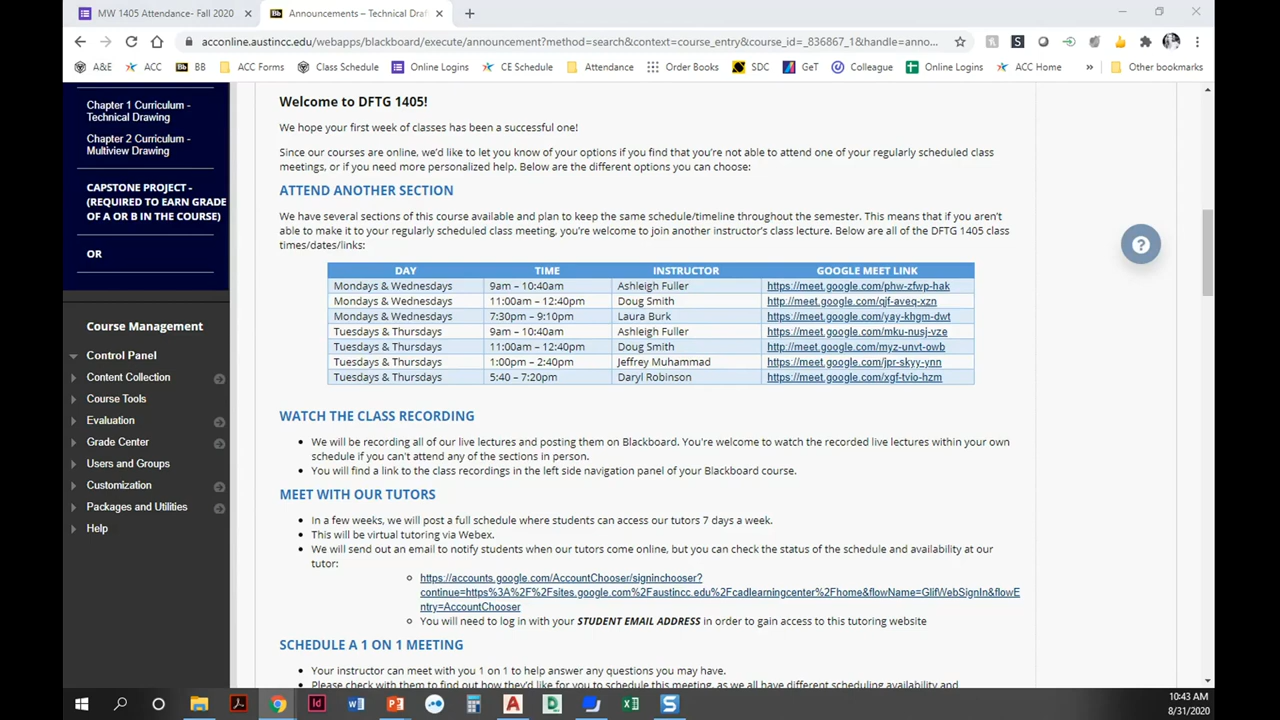 MW 1405 Attendance- Fall 2020
Announcements – Technical Draf
acconline.austincc.edu/webapps/blackboard/execute/announcement?method=search&context=course_entry&course_id=_836867_1&handle=anno...
A&E ACC BB ACC Forms Class Schedule Online Logins CE Schedule Attendance Order Books SDC GeT Colleague Online Logins ACC Home » Other bookmarks
Chapter 1 Curriculum -
Technical Drawing
Chapter 2 Curriculum -
Multiview Drawing
CAPSTONE PROJECT -
(REQUIRED TO EARN GRADE
OF A OR B IN THE COURSE)
OR
Course Management
Control Panel
Content Collection
Course Tools
Evaluation
Grade Center
Users and Groups
Customization
Packages and Utilities
Help
Welcome to DFTG 1405!
We hope your first week of classes has been a successful one!
Since our courses are online, we'd like to let you know of your options if you find that you're not able to attend one of your regularly scheduled class
meetings, or if you need more personalized help. Below are the different options you can choose:
ATTEND ANOTHER SECTION
We have several sections of this course available and plan to keep the same schedule/timeline throughout the semester. This means that if you aren't
able to make it to your regularly scheduled class meeting, you're welcome to join another instructor's class lecture. Below are all of the DFTG 1405 class
times/dates/links:
DAY TIME INSTRUCTOR GOOGLE MEET LINK
Mondays & Wednesdays 9am – 10:40am Ashleigh Fuller https://meet.google.com/phw-zfwp-hak
Mondays & Wednesdays 11:00am – 12:40pm Doug Smith http://meet.google.com/qjf-aveq-xzn
Mondays & Wednesdays 7:30pm – 9:10pm Laura Burk https://meet.google.com/yay-khgm-dwt
Tuesdays & Thursdays 9am – 10:40am Ashleigh Fuller https://meet.google.com/mku-nusj-vze
Tuesdays & Thursdays 11:00am – 12:40pm Doug Smith http://meet.google.com/myz-unvt-owb
Tuesdays & Thursdays 1:00pm – 2:40pm Jeffrey Muhammad https://meet.google.com/jpr-skyy-ynn
Tuesdays & Thursdays 5:40 – 7:20pm Daryl Robinson https://meet.google.com/xgf-tvio-hzm
WATCH THE CLASS RECORDING
• We will be recording all of our live lectures and posting them on Blackboard. You're welcome to watch the recorded live lectures within your own
schedule if you can't attend any of the sections in person.
• You will find a link to the class recordings in the left side navigation panel of your Blackboard course.
MEET WITH OUR TUTORS
• In a few weeks, we will post a full schedule where students can access our tutors 7 days a week.
• This will be virtual tutoring via Webex.
• We will send out an email to notify students when our tutors come online, but you can check the status of the schedule and availability at our
tutor:
https://accounts.google.com/AccountChooser/signinchooser?
continue=https%3A%2F%2Fsites.google.com%2Faustincc.edu%2Fcadlearningcenter%2Fhome&flowName=GlifWebSignIn&flowE
ntry=AccountChooser
You will need to log in with your STUDENT EMAIL ADDRESS in order to gain access to this tutoring website
SCHEDULE A 1 ON 1 MEETING
• Your instructor can meet with you 1 on 1 to help answer any questions you may have.
• Please check with them to find out how they'd like for you to schedule this meeting, as we all have different scheduling availability and
10:43 AM
8/31/2020